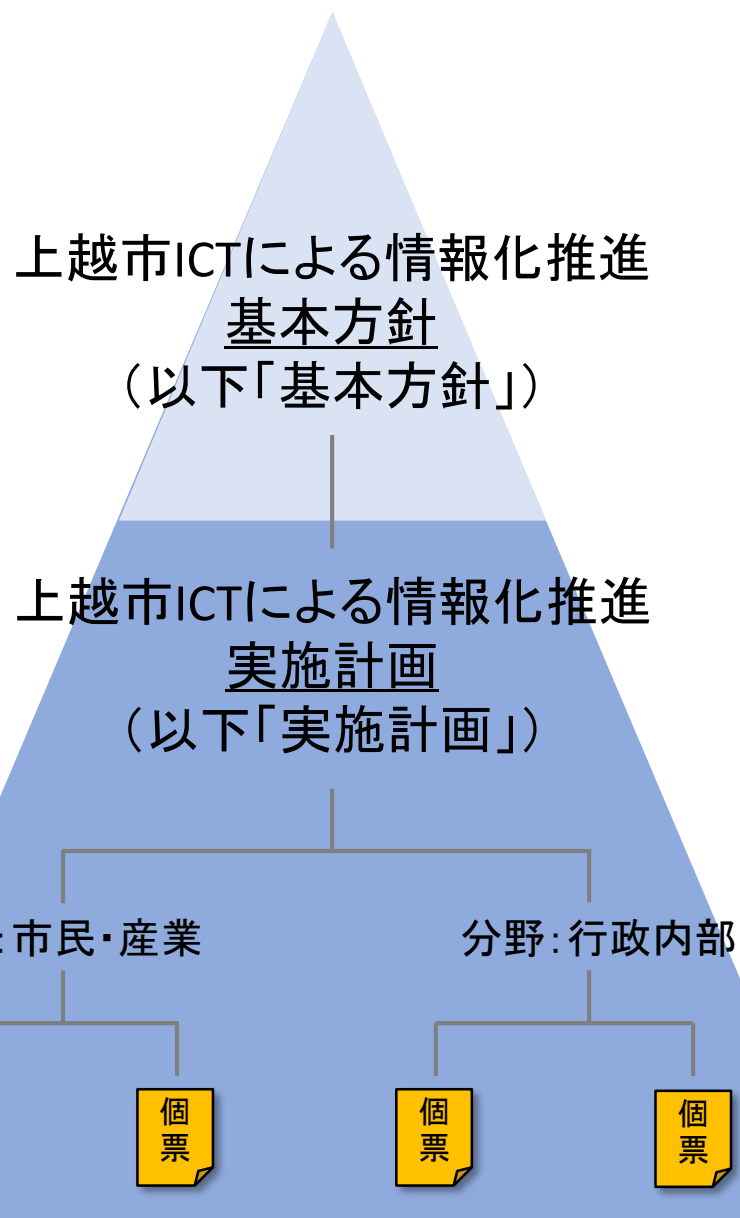 上越市ICTによる情報化推進
基本方針
（以下「基本方針」）
上越市ICTによる情報化推進
実施計画
（以下「実施計画」）
：市民・産業
分野：行政内部
個票
個票
個票